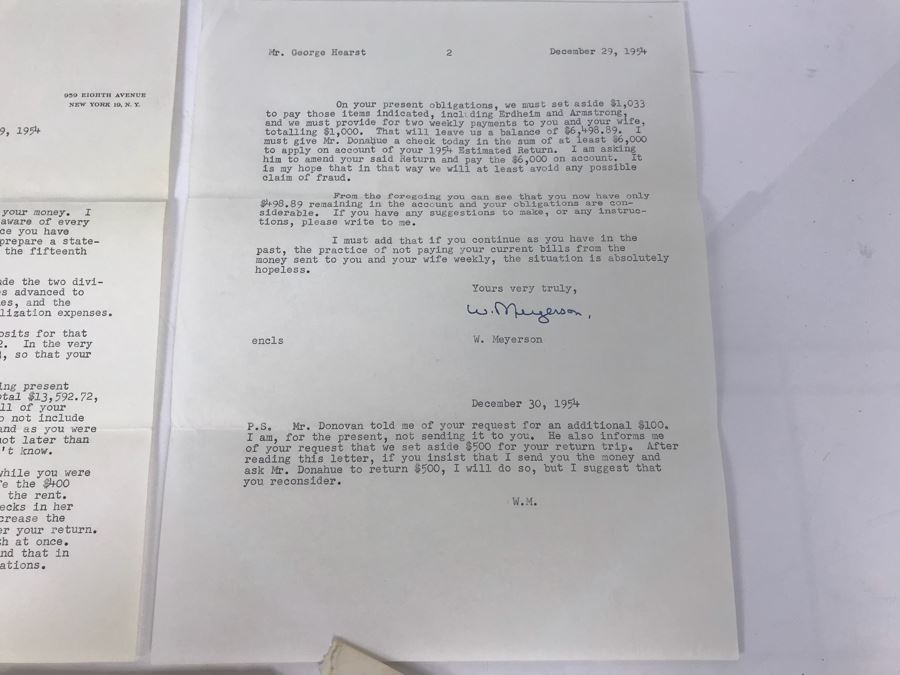 959 EIGHTH AVENUE
NEW YORK 19, N. Y.
9, 1954
your money. I
aware of every
ce you have
prepare a state-
the fifteenth
de the two divi-
s advanced to
es, and the
lization expenses.
osits for that
2. In the very
, so that your
ing present
tal $13,592.72,
ll of your
o not include
and as you were
not later than
't know.
while you were
e the $400
the rent.
ecks in her
crease the
er your return.
h at once.
nd that in
ations.
Mr. George Hearst 2 December 29, 1954
On your present obligations, we must set aside $1,033
to pay those items indicated, including Erdheim and Armstrong,
and we must provide for two weekly payments to you and your wife,
totalling $1,000. That will leave us a balance of $6,498.89. I
must give Mr. Donahue a check today in the sum of at least $6,000
to apply on account of your 1954 Estimated Return. I am asking
him to amend your said Return and pay the $6,000 on account. It
is my hope that in that way we will at least avoid any possible
claim of fraud.
From the foregoing you can see that you now have only
$498.89 remaining in the account and your obligations are con-
siderable. If you have any suggestions to make, or any instruc-
tions, please write to me.
I must add that if you continue as you have in the
past, the practice of not paying your current bills from the
money sent to you and your wife weekly, the situation is absolutely
hopeless.
Yours very truly,
W. Meyerson,
encls W. Meyerson
December 30, 1954
P.S. Mr. Donovan told me of your request for an additional $100.
I am, for the present, not sending it to you. He also informs me
of your request that we set aside $500 for your return trip. After
reading this letter, if you insist that I send you the money and
ask Mr. Donahue to return $500, I will do so, but I suggest that
you reconsider.
W.M.